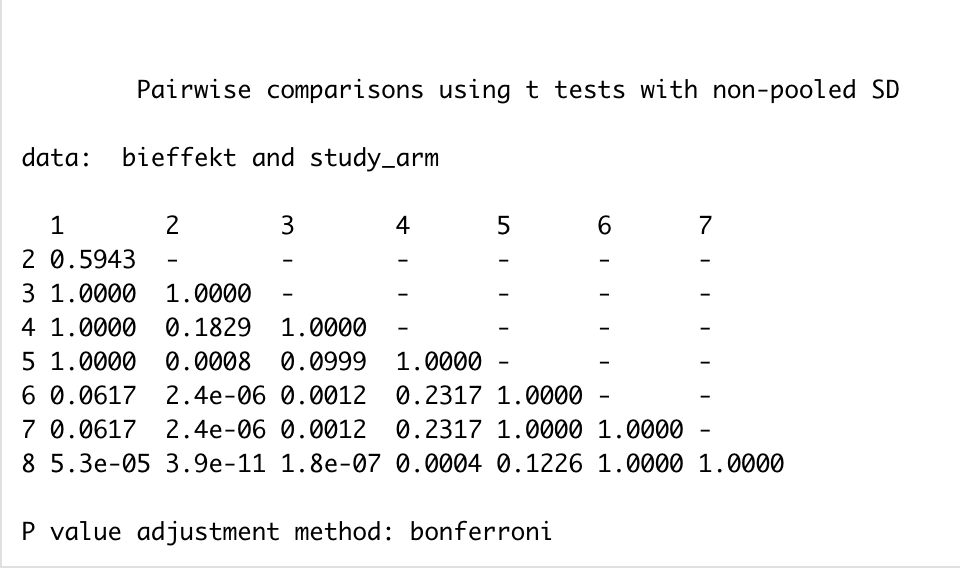 Pairwise comparisons using t tests with non-pooled SD
data:  bieffekt and study_arm
  1       2       3       4      5      6      7
2 0.5943  -       -       -      -      -      -
3 1.0000  1.0000  -       -      -      -      -
4 1.0000  0.1829  1.0000  -      -      -      -
5 1.0000  0.0008  0.0999  1.0000 -      -      -
6 0.0617  2.4e-06 0.0012  0.2317 1.0000 -      -
7 0.0617  2.4e-06 0.0012  0.2317 1.0000 1.0000 -
8 5.3e-05 3.9e-11 1.8e-07 0.0004 0.1226 1.0000 1.0000
P value adjustment method: bonferroni